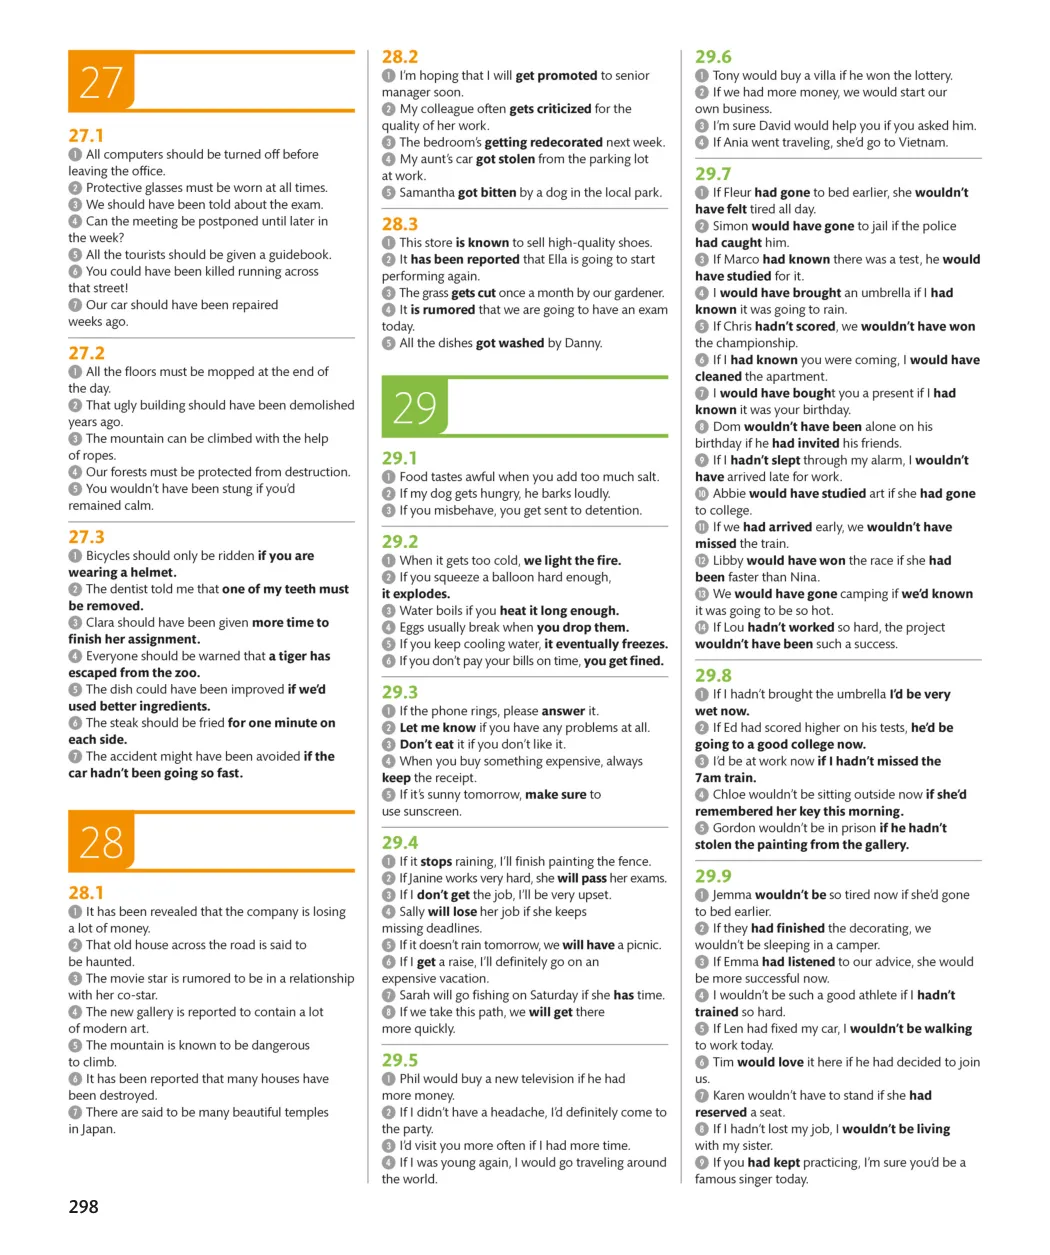 27
27.1
1 All computers should be turned off before
leaving the office.
2 Protective glasses must be worn at all times.
3 We should have been told about the exam.
4 Can the meeting be postponed until later in
the week?
5 All the tourists should be given a guidebook.
6 You could have been killed running across
that street!
7 Our car should have been repaired
weeks ago.
27.2
1 All the floors must be mopped at the end of
the day.
2 That ugly building should have been demolished
years ago.
3 The mountain can be climbed with the help
of ropes.
4 Our forests must be protected from destruction.
5 You wouldn't have been stung if you'd
remained calm.
27.3
1 Bicycles should only be ridden if you are
wearing a helmet.
2 The dentist told me that one of my teeth must
be removed.
3 Clara should have been given more time to
finish her assignment.
4 Everyone should be warned that a tiger has
escaped from the zoo.
5 The dish could have been improved if we'd
used better ingredients.
6 The steak should be fried for one minute on
each side.
7 The accident might have been avoided if the
car hadn't been going so fast.
28
28.1
1 It has been revealed that the company is losing
a lot of money.
2 That old house across the road is said to
be haunted.
3 The movie star is rumored to be in a relationship
with her co-star.
4 The new gallery is reported to contain a lot
of modern art.
5 The mountain is known to be dangerous
to climb.
6 It has been reported that many houses have
been destroyed.
7 There are said to be many beautiful temples
in Japan.
28.2
1 I'm hoping that I will get promoted to senior
manager soon.
2 My colleague often gets criticized for the
quality of her work.
3 The bedroom's getting redecorated next week.
4 My aunt's car got stolen from the parking lot
at work.
5 Samantha got bitten by a dog in the local park.
28.3
1 This store is known to sell high-quality shoes.
2 It has been reported that Ella is going to start
performing again.
3 The grass gets cut once a month by our gardener.
4 It is rumored that we are going to have an exam
today.
5 All the dishes got washed by Danny.
29
29.1
1 Food tastes awful when you add too much salt.
2 If my dog gets hungry, he barks loudly.
3 If you misbehave, you get sent to detention.
29.2
1 When it gets too cold, we light the fire.
2 If you squeeze a balloon hard enough,
it explodes.
3 Water boils if you heat it long enough.
4 Eggs usually break when you drop them.
5 If you keep cooling water, it eventually freezes.
6 If you don't pay your bills on time, you get fined.
29.3
1 If the phone rings, please answer it.
2 Let me know if you have any problems at all.
3 Don't eat it if you don't like it.
4 When you buy something expensive, always
keep the receipt.
5 If it's sunny tomorrow, make sure to
use sunscreen.
29.4
1 If it stops raining, I'll finish painting the fence.
2 If Janine works very hard, she will pass her exams.
3 If I don't get the job, I'll be very upset.
4 Sally will lose her job if she keeps
missing deadlines.
5 If it doesn't rain tomorrow, we will have a picnic.
6 If I get a raise, I'll definitely go on an
expensive vacation.
7 Sarah will go fishing on Saturday if she has time.
8 If we take this path, we will get there
more quickly.
29.5
1 Phil would buy a new television if he had
more money.
2 If I didn't have a headache, I'd definitely come to
the party.
3 I'd visit you more often if I had more time.
4 If I was young again, I would go traveling around
the world.
29.6
1 Tony would buy a villa if he won the lottery.
2 If we had more money, we would start our
own business.
3 I'm sure David would help you if you asked him.
4 If Ania went traveling, she'd go to Vietnam.
29.7
1 If Fleur had gone to bed earlier, she wouldn't
have felt tired all day.
2 Simon would have gone to jail if the police
had caught him.
3 If Marco had known there was a test, he would
have studied for it.
4 I would have brought an umbrella if I had
known it was going to rain.
5 If Chris hadn't scored, we wouldn't have won
the championship.
6 If I had known you were coming, I would have
cleaned the apartment.
7 I would have bought you a present if I had
known it was your birthday.
8 Dom wouldn't have been alone on his
birthday if he had invited his friends.
9 If I hadn't slept through my alarm, I wouldn't
have arrived late for work.
10 Abbie would have studied art if she had gone
to college.
11 If we had arrived early, we wouldn't have
missed the train.
12 Libby would have won the race if she had
been faster than Nina.
13 We would have gone camping if we'd known
it was going to be so hot.
14 If Lou hadn't worked so hard, the project
wouldn't have been such a success.
29.8
1 If I hadn't brought the umbrella I'd be very
wet now.
2 If Ed had scored higher on his tests, he'd be
going to a good college now.
3 I'd be at work now if I hadn't missed the
7am train.
4 Chloe wouldn't be sitting outside now if she'd
remembered her key this morning.
5 Gordon wouldn't be in prison if he hadn't
stolen the painting from the gallery.
29.9
1 Jemma wouldn't be so tired now if she'd gone
to bed earlier.
2 If they had finished the decorating, we
wouldn't be sleeping in a camper.
3 If Emma had listened to our advice, she would
be more successful now.
4 I wouldn't be such a good athlete if I hadn't
trained so hard.
5 If Len had fixed my car, I wouldn't be walking
to work today.
6 Tim would love it here if he had decided to join
us.
7 Karen wouldn't have to stand if she had
reserved a seat.
8 If I hadn't lost my job, I wouldn't be living
with my sister.
9 If you had kept practicing, I'm sure you'd be a
famous singer today.
298